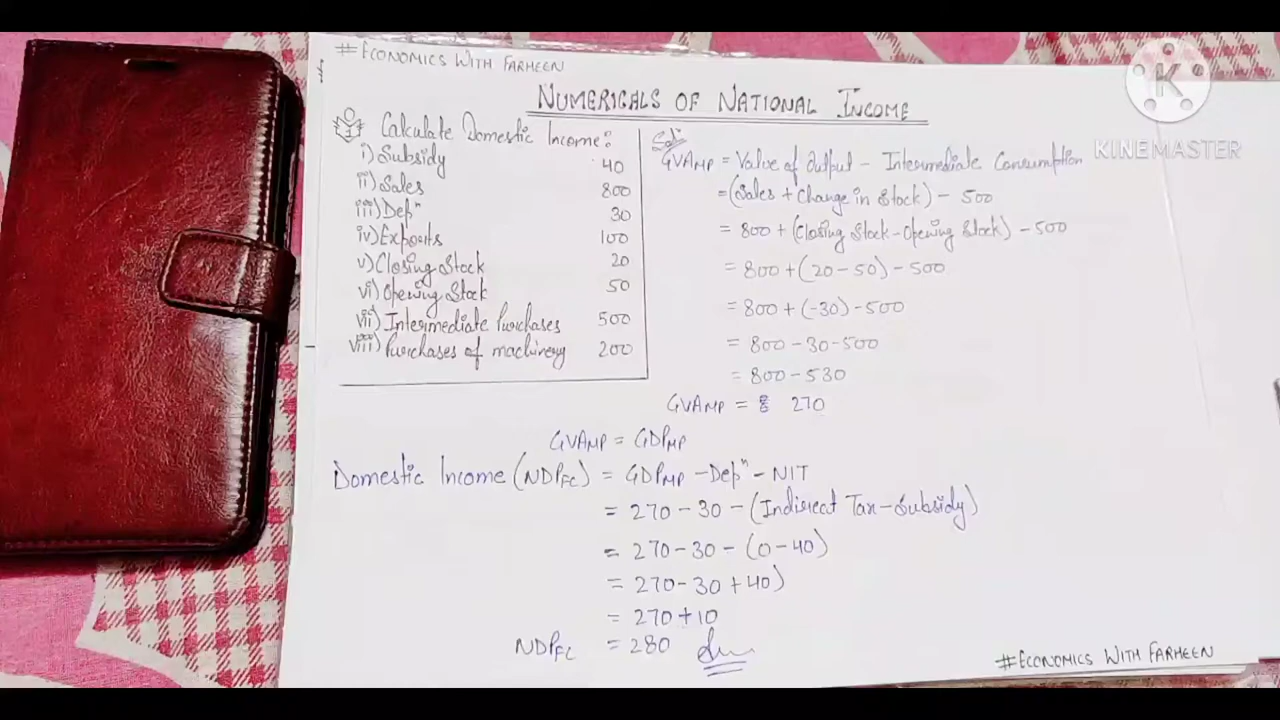 #ECONOMICS WITH FARHEEN
NUMERICALS OF NATIONAL INCOME
Calculate Domestic Income:
i) Subsidy 40
ii) Sales 800
iii) Depⁿ 30
iv) Exports 100
v) Closing Stock 20
vi) Opening Stock 50
vii) Intermediate Purchases 500
viii) Purchases of machinery 200
Solⁿ
GVAMP = Value of Output - Intermediate Consumption
= (Sales + Change in Stock) - 500
= 800 + (Closing Stock - Opening Stock) - 500
= 800 + (20 - 50) - 500
= 800 + (-30) - 500
= 800 - 30 - 500
= 800 - 530
GVAMP = 270
GVAMP = GDPMP
Domestic Income (NDPFC) = GDPMP - Depⁿ - NIT
= 270 - 30 - (Indirect Tax - Subsidy)
= 270 - 30 - (0 - 40)
= 270 - 30 + 40)
= 270 + 10
NDPFC = 280
#ECONOMICS WITH FARHEEN
K
KINEMASTER